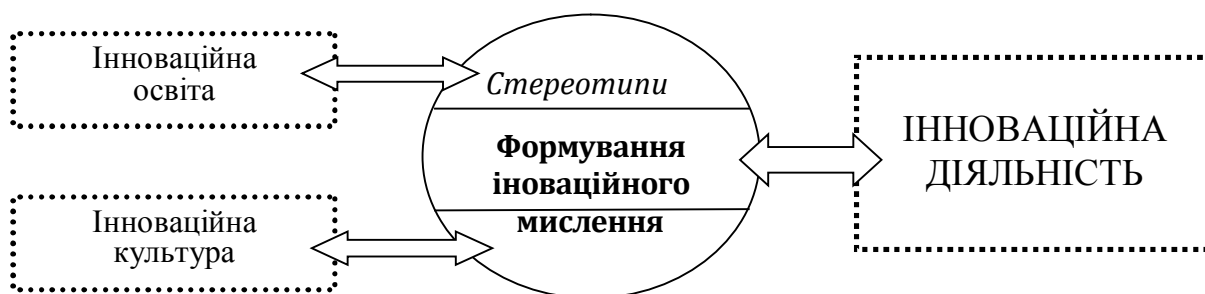 Інноваційна
освіта
Інноваційна
культура
Стереотипи
Формування
іноваційного
мислення
ІННОВАЦІЙНА
ДІЯЛЬНІСТЬ